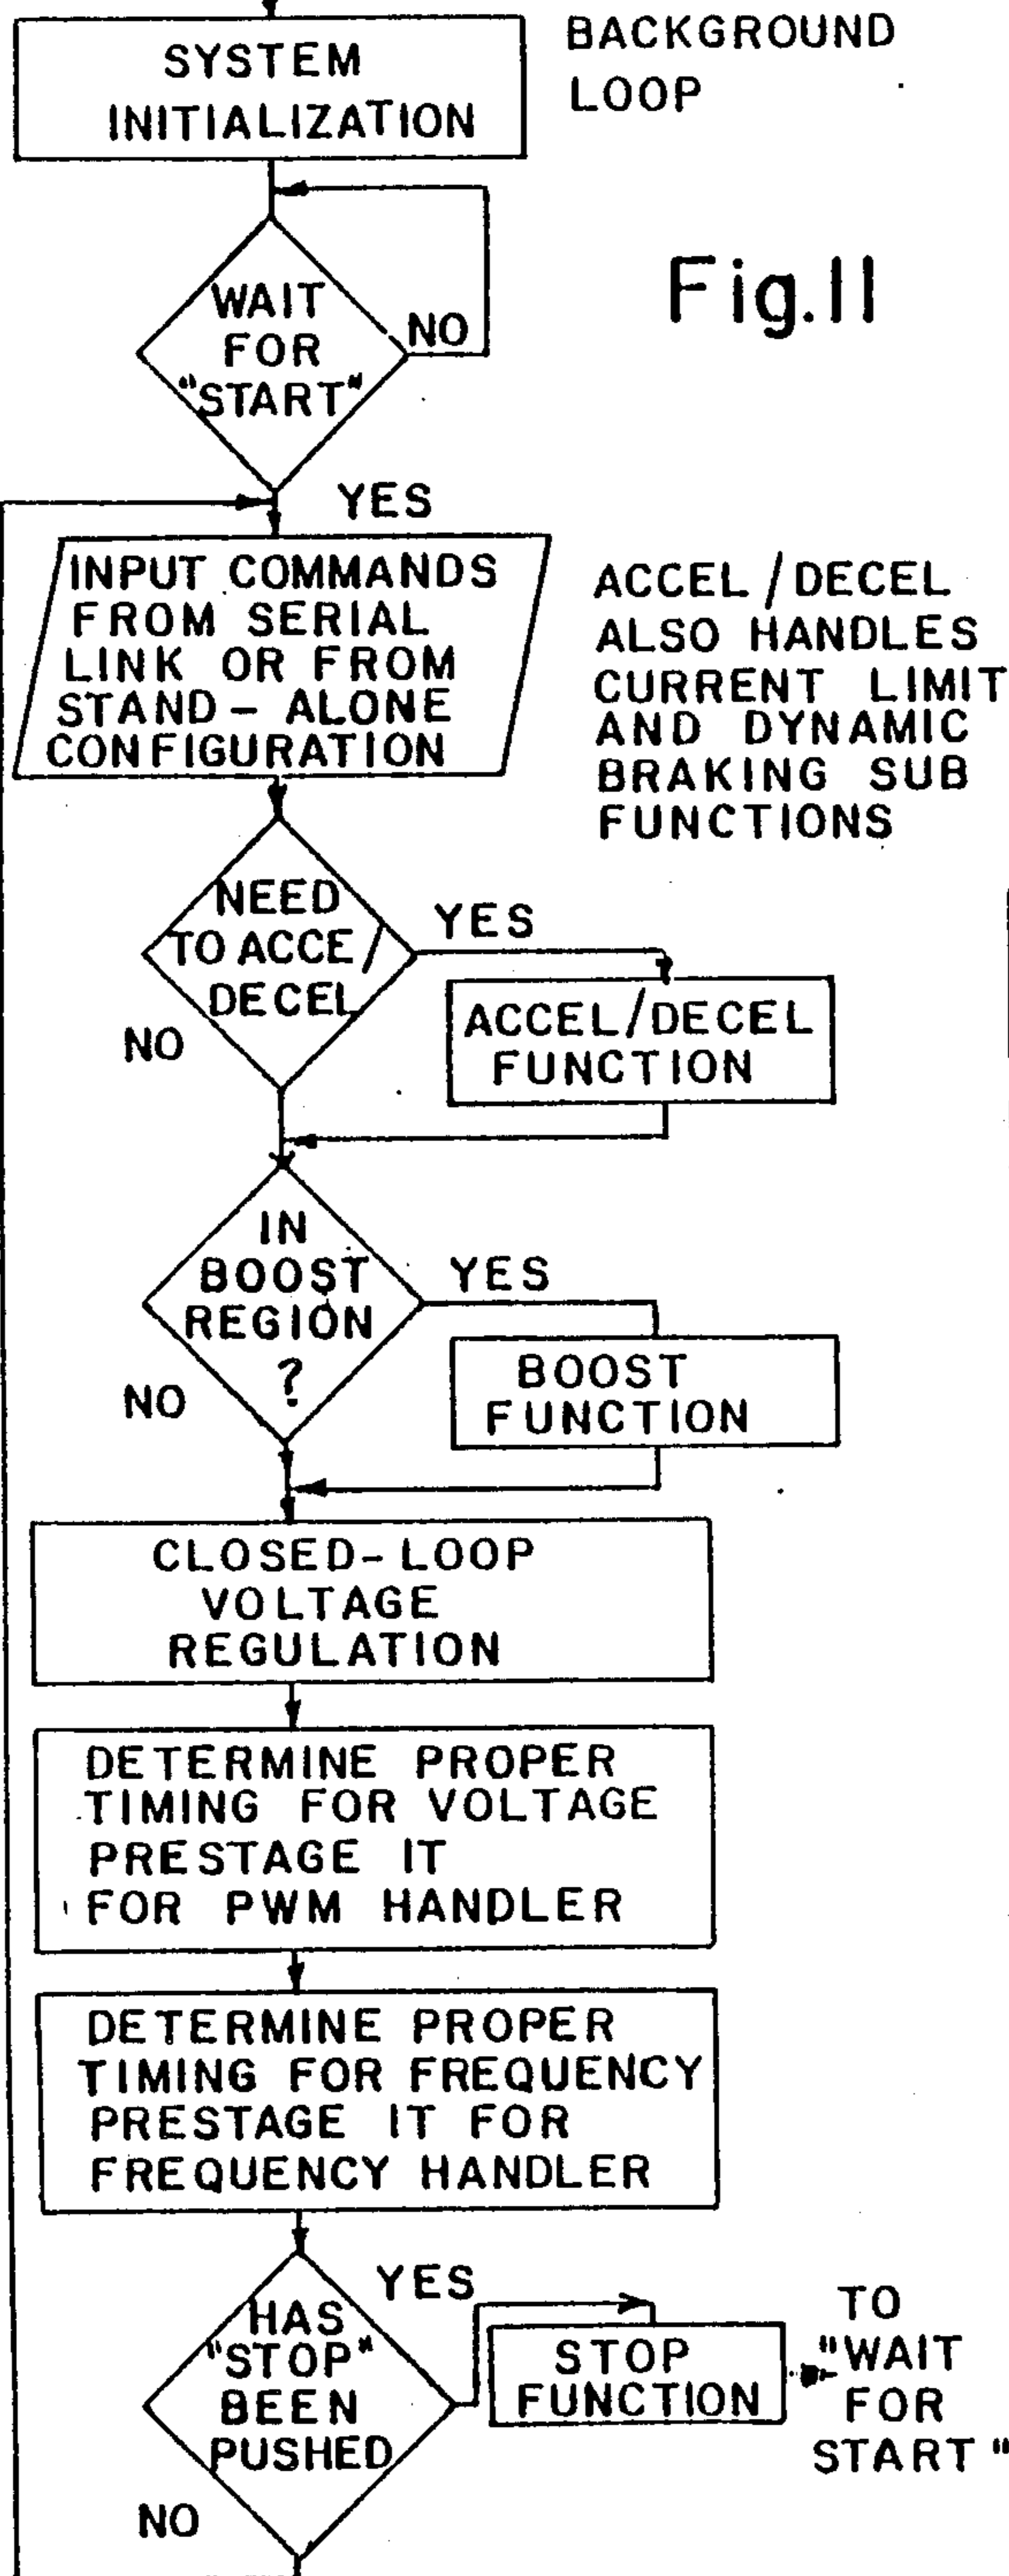 SYSTEM
INITIALIZATION
BACKGROUND
LOOP
Fig.11
WAIT
FOR
"START"
NO
YES
INPUT COMMANDS
FROM SERIAL
LINK OR FROM
STAND - ALONE
CONFIGURATION
ACCEL / DECEL
ALSO HANDLES
CURRENT LIMIT
AND DYNAMIC
BRAKING SUB
FUNCTIONS
NEED
TO ACCE/
DECEL
YES
NO
ACCEL/DECEL
FUNCTION
IN
BOOST
REGION
?
YES
NO
BOOST
FUNCTION
CLOSED-LOOP
VOLTAGE
REGULATION
DETERMINE PROPER
TIMING FOR VOLTAGE
PRESTAGE IT
FOR PWM HANDLER
DETERMINE PROPER
TIMING FOR FREQUENCY
PRESTAGE IT FOR
FREQUENCY HANDLER
HAS
"STOP"
BEEN
PUSHED
YES
NO
STOP
FUNCTION
TO
"WAIT
FOR
START"